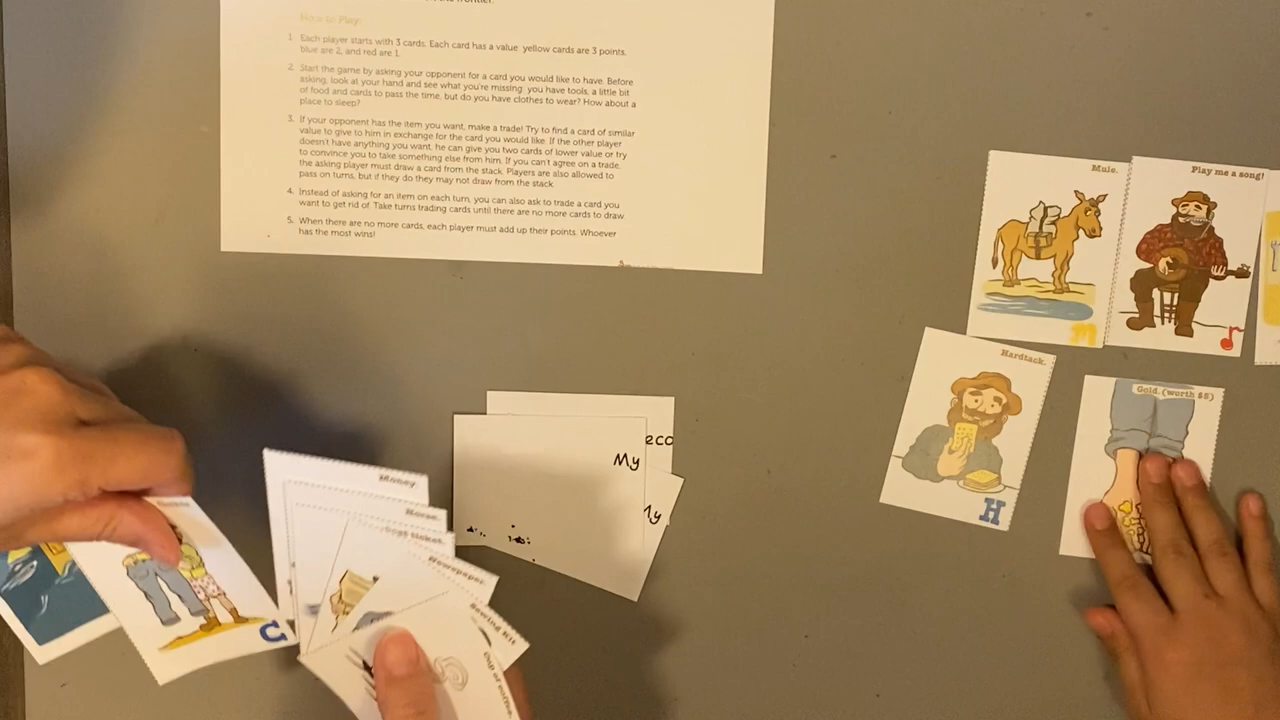 frontier.
How to Play:
1. Each player starts with 3 cards. Each card has a value: yellow cards are 3 points,
blue are 2, and red are 1.
2. Start the game by asking your opponent for a card you would like to have. Before
asking, look at your hand and see what you're missing: you have tools, a little bit
of food and cards to pass the time, but do you have clothes to wear? How about a
place to sleep?
3. If your opponent has the item you want, make a trade! Try to find a card of similar
value to give to him in exchange for the card you would like. If the other player
doesn't have anything you want, he can give you two cards of lower value or try
to convince you to take something else from him. If you can't agree on a trade,
the asking player must draw a card from the stack. Players are also allowed to
pass on turns, but if they do they may not draw from the stack.
4. Instead of asking for an item on each turn, you can also ask to trade a card you
want to get rid of. Take turns trading cards until there are no more cards to draw.
5. When there are no more cards, each player must add up their points. Whoever
has the most wins!
Mule.
M
Play me a song!
Hardtack.
H
Gold. (worth $5)
My
My
Money.
Horse.
ticket.
Newspaper.
Sewing Kit
Cup of coffee.
C